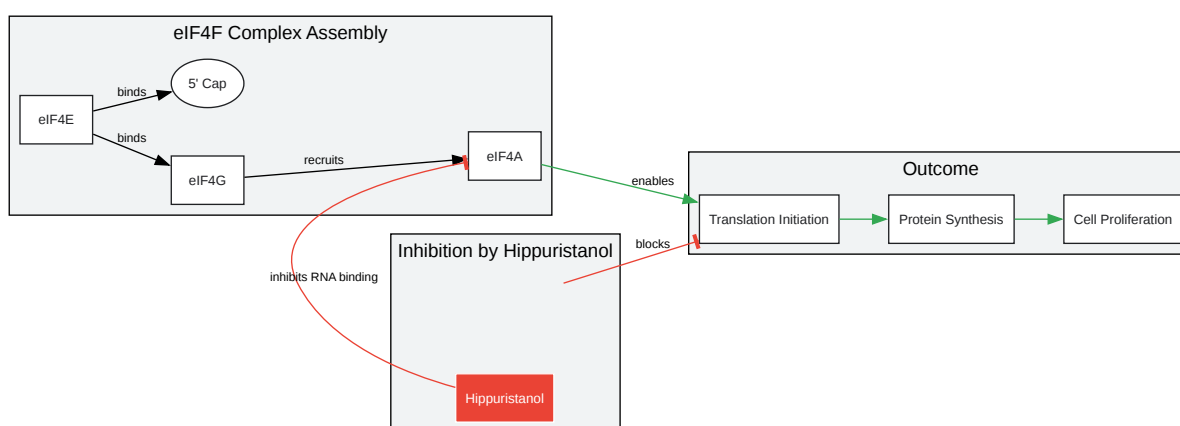 eIF4F Complex Assembly
5' Cap
binds
eIF4E
binds
eIF4G
recruits
eIF4A
enables
Outcome
Translation Initiation
Protein Synthesis
Cell Proliferation
Inhibition by Hippuristanol
blocks
inhibits RNA binding
Hippuristanol